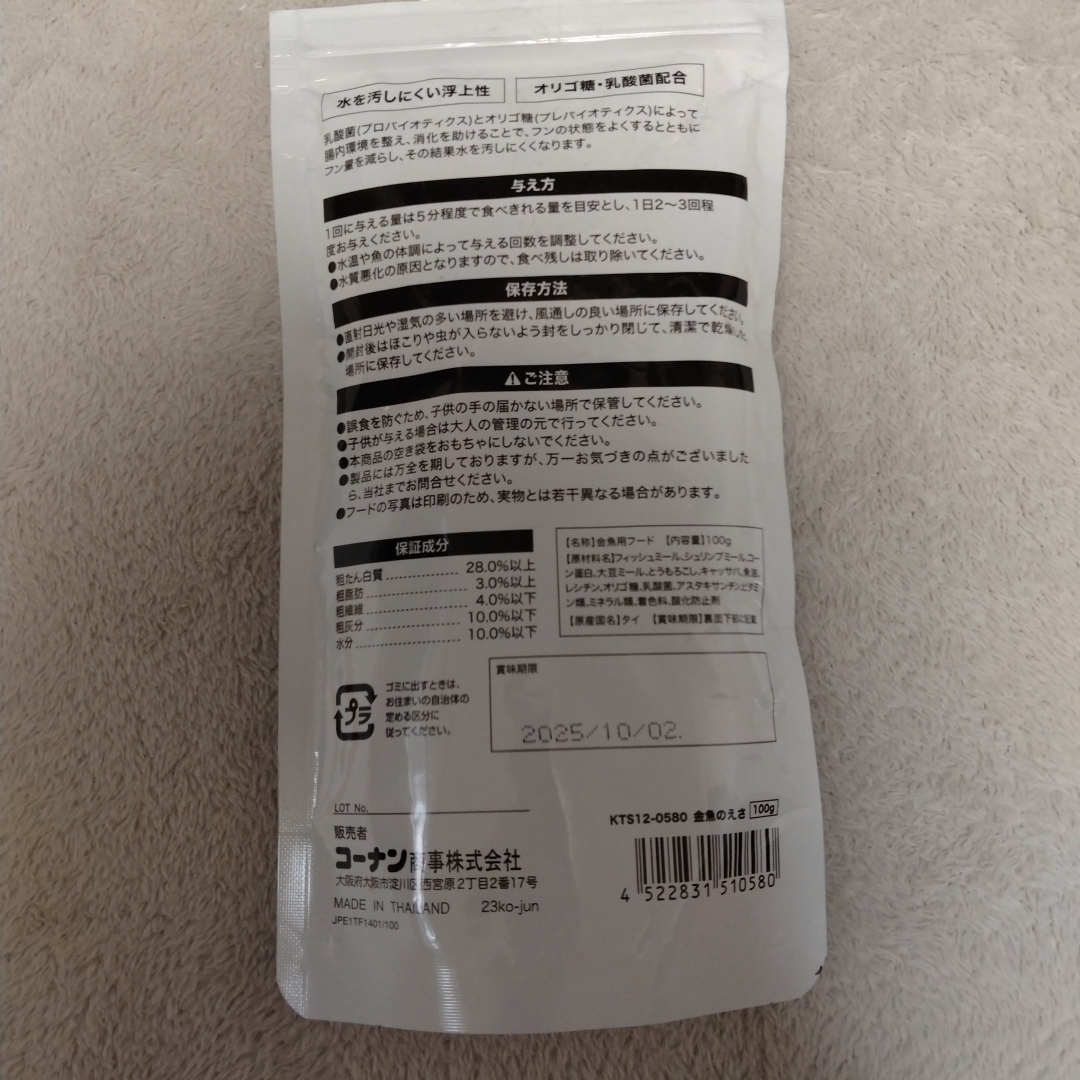 水を汚しにくい浮上性
オリゴ糖・乳酸菌配合
乳酸菌(プロバイオティクス)とオリゴ糖(プレバイオティクス)によって
腸内環境を整え、消化を助けることで、フンの状態をよくするとともに
フン量を減らし、その結果水を汚しにくくなります。
与え方
1回に与える量は5分程度で食べきれる量を目安とし、1日2～3回程
度お与えください。
●水温や魚の体調によって与える回数を調整してください。
●水質悪化の原因となりますので、食べ残しは取り除いてください。
保存方法
●直射日光や湿気の多い場所を避け、風通しの良い場所に保存してください。
●開封後はほこりや虫が入らないよう封をしっかり閉じて、清潔で乾燥した
場所に保存してください。
⚠ご注意
●誤食を防ぐため、子供の手の届かない場所で保管してください。
●子供が与える場合は大人の管理の元で行ってください。
●本商品の空き袋をおもちゃにしないでください。
●製品には万全を期しておりますが、万一お気づきの点がございました
ら、当社までお問合せください。
●フードの写真は印刷のため、実物とは若干異なる場合があります。
保証成分
粗たん白質 28.0%以上
粗脂肪 3.0%以上
粗繊維 4.0%以下
粗灰分 10.0%以下
水分 10.0%以下
【名称】金魚用フード 【内容量】100g
【原材料名】フィッシュミール、シュリンプミール、コー
ン蛋白、大豆ミール、とうもろこし、キャッサバ、魚油、
レシチン、オリゴ糖、乳酸菌、アスタキサンチン、ビタミ
ン類、ミネラル類、着色料、酸化防止剤
【原産国名】タイ 【賞味期限】裏面下部に記載
プラ
ゴミに出すときは、
お住まいの自治体の
定める区分に
従ってください。
賞味期限
2025/10/02.
LOT No.
KTS12-0580 金魚のえさ 100g
4 522831 510580
販売者
コーナン商事株式会社
大阪府大阪市淀川区西宮原2丁目2番17号
MADE IN THAILAND 23ko-jun
JPE1TF1401/100